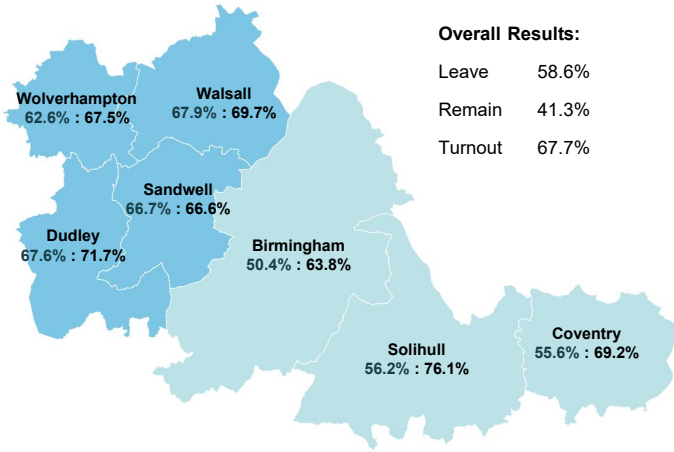 Overall Results:
Leave 58.6%
Remain 41.3%
Turnout 67.7%
Wolverhampton
62.6% : 67.5%
Walsall
67.9% : 69.7%
Sandwell
66.7% : 66.6%
Dudley
67.6% : 71.7%
Birmingham
50.4% : 63.8%
Solihull
56.2% : 76.1%
Coventry
55.6% : 69.2%